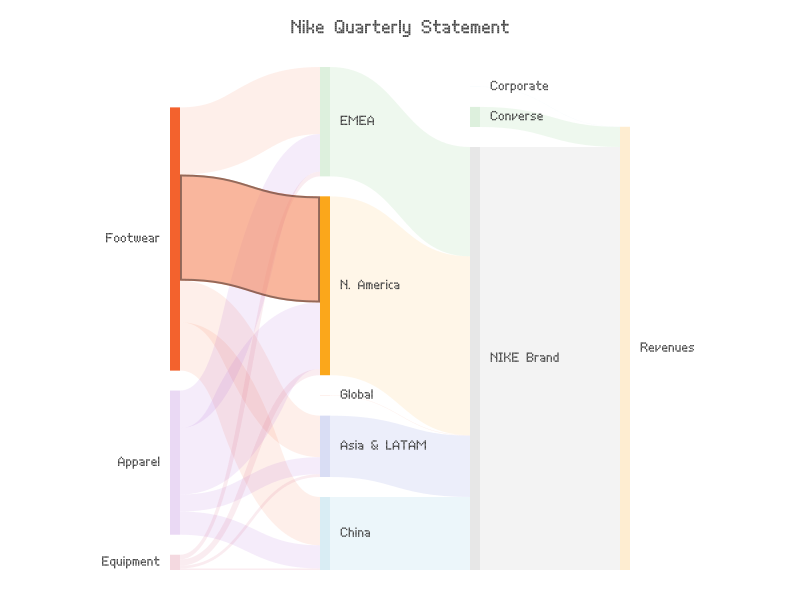 Nike Quarterly Statement
Corporate
Converse
EMEA
Footwear
N. America
Revenues
NIKE Brand
Global
Asia & LATAM
Apparel
China
Equipment